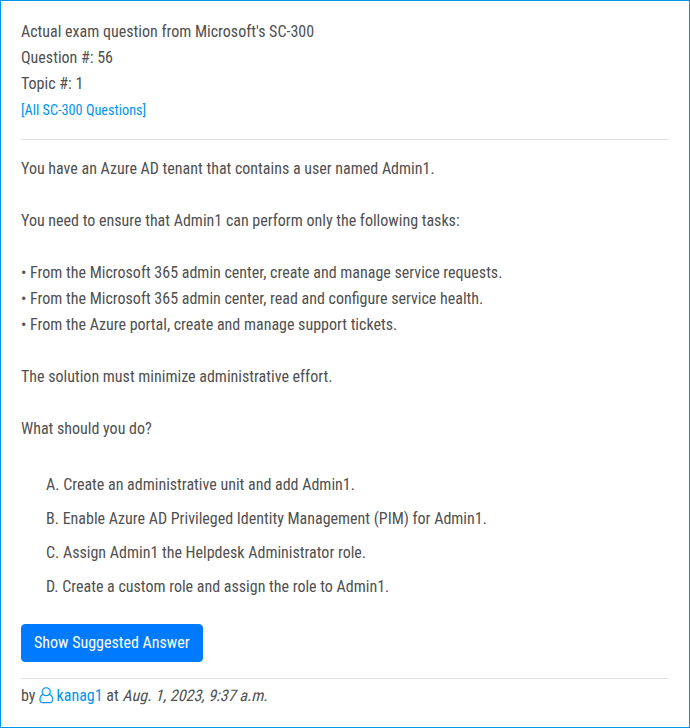 Actual exam question from Microsoft's SC-300
Question #: 56
Topic #: 1
[All SC-300 Questions]
You have an Azure AD tenant that contains a user named Admin1.
You need to ensure that Admin1 can perform only the following tasks:
• From the Microsoft 365 admin center, create and manage service requests.
• From the Microsoft 365 admin center, read and configure service health.
• From the Azure portal, create and manage support tickets.
The solution must minimize administrative effort.
What should you do?
A. Create an administrative unit and add Admin1.
B. Enable Azure AD Privileged Identity Management (PIM) for Admin1.
C. Assign Admin1 the Helpdesk Administrator role.
D. Create a custom role and assign the role to Admin1.
Show Suggested Answer
by kanag1 at Aug. 1, 2023, 9:37 a.m.